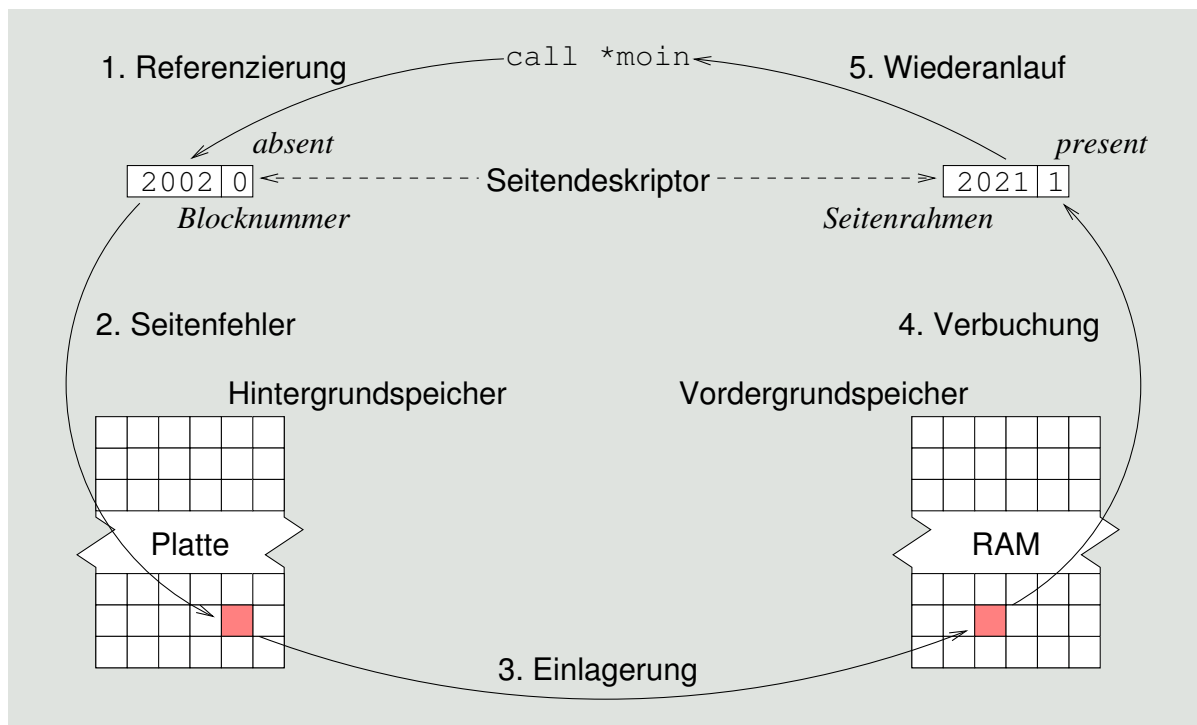 call *moin
1. Referenzierung
5. Wiederanlauf
absent
present
2002 0
Seitendeskriptor
2021 1
Blocknummer
Seitenrahmen
2. Seitenfehler
4. Verbuchung
Hintergrundspeicher
Vordergrundspeicher
Platte
RAM
3. Einlagerung